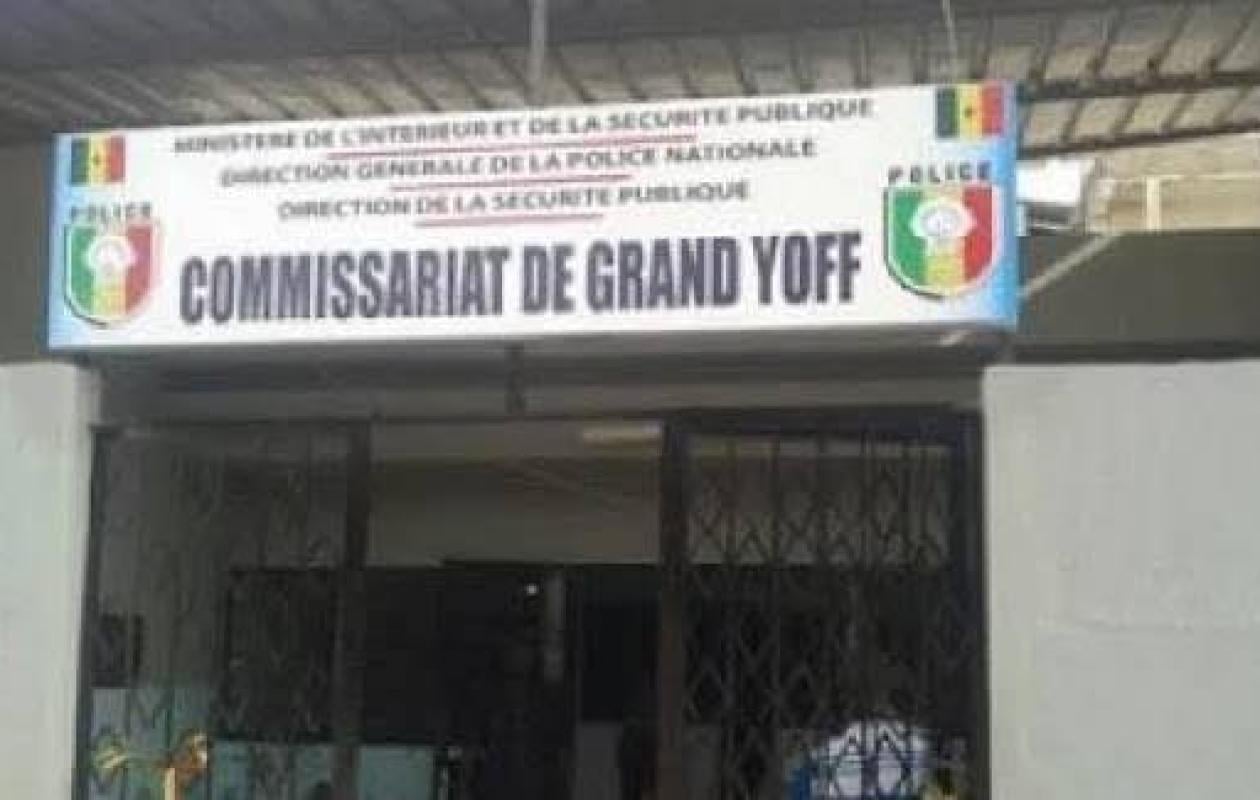 MINISTERE DE L'INTERIEUR ET DE LA SECURITE PUBLIQUE
DIRECTION GENERALE DE LA POLICE NATIONALE
DIRECTION DE LA SECURITE PUBLIQUE
POLICE
POLICE
COMMISSARIAT DE GRAND YOFF